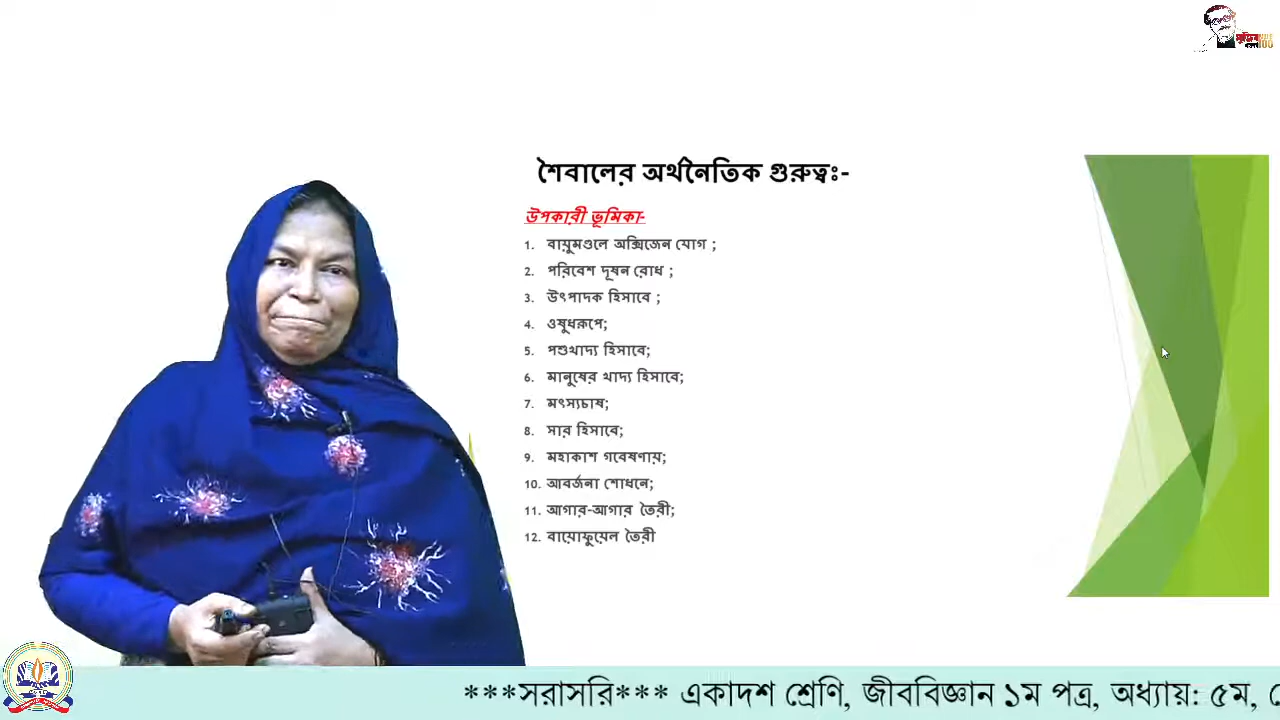 শৈবালের অর্থনৈতিক গুরুত্বঃ-
উপকারী ভূমিকা-
1. বায়ুমণ্ডলে অক্সিজেন যোগ ;
2. পরিবেশ দূষন রোধ ;
3. উৎপাদক হিসাবে ;
4. ওষুধরূপে;
5. পশুখাদ্য হিসাবে;
6. মানুষের খাদ্য হিসাবে;
7. মৎস্যচাষ;
8. সার হিসাবে;
9. মহাকাশ গবেষণায়;
10. আবর্জনা শোধনে;
11. আগার-আগার তৈরী;
12. বায়োফুয়েল তৈরী
***সরাসরি*** একাদশ শ্রেণি, জীববিজ্ঞান ১ম পত্র, অধ্যায়: ৫ম,